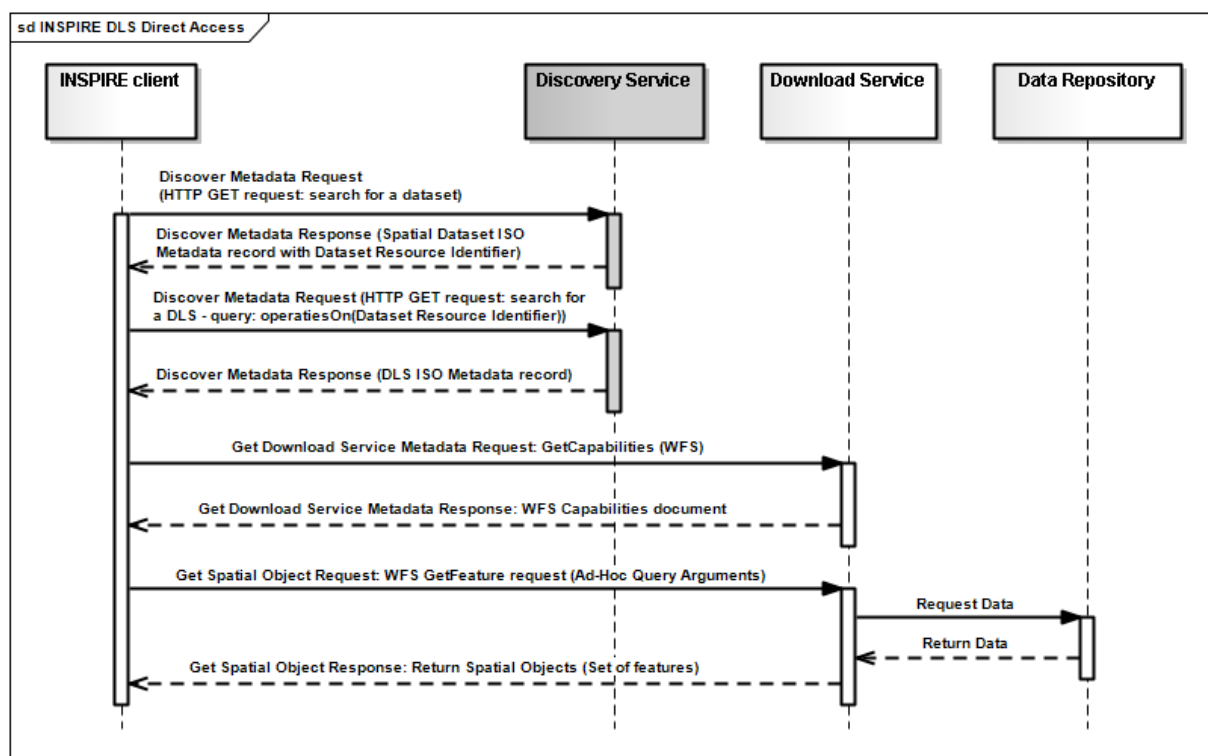 sd INSPIRE DLS Direct Access
INSPIRE client
Discovery Service
Download Service
Data Repository
Discover Metadata Request
(HTTP GET request: search for a dataset)
Discover Metadata Response (Spatial Dataset ISO
Metadata record with Dataset Resource Identifier)
Discover Metadata Request (HTTP GET request: search for
a DLS - query: operatiesOn(Dataset Resource Identifier))
Discover Metadata Response (DLS ISO Metadata record)
Get Download Service Metadata Request: GetCapabilities (WFS)
Get Download Service Metadata Response: WFS Capabilities document
Get Spatial Object Request: WFS GetFeature request (Ad-Hoc Query Arguments)
Request Data
Return Data
Get Spatial Object Response: Return Spatial Objects (Set of features)